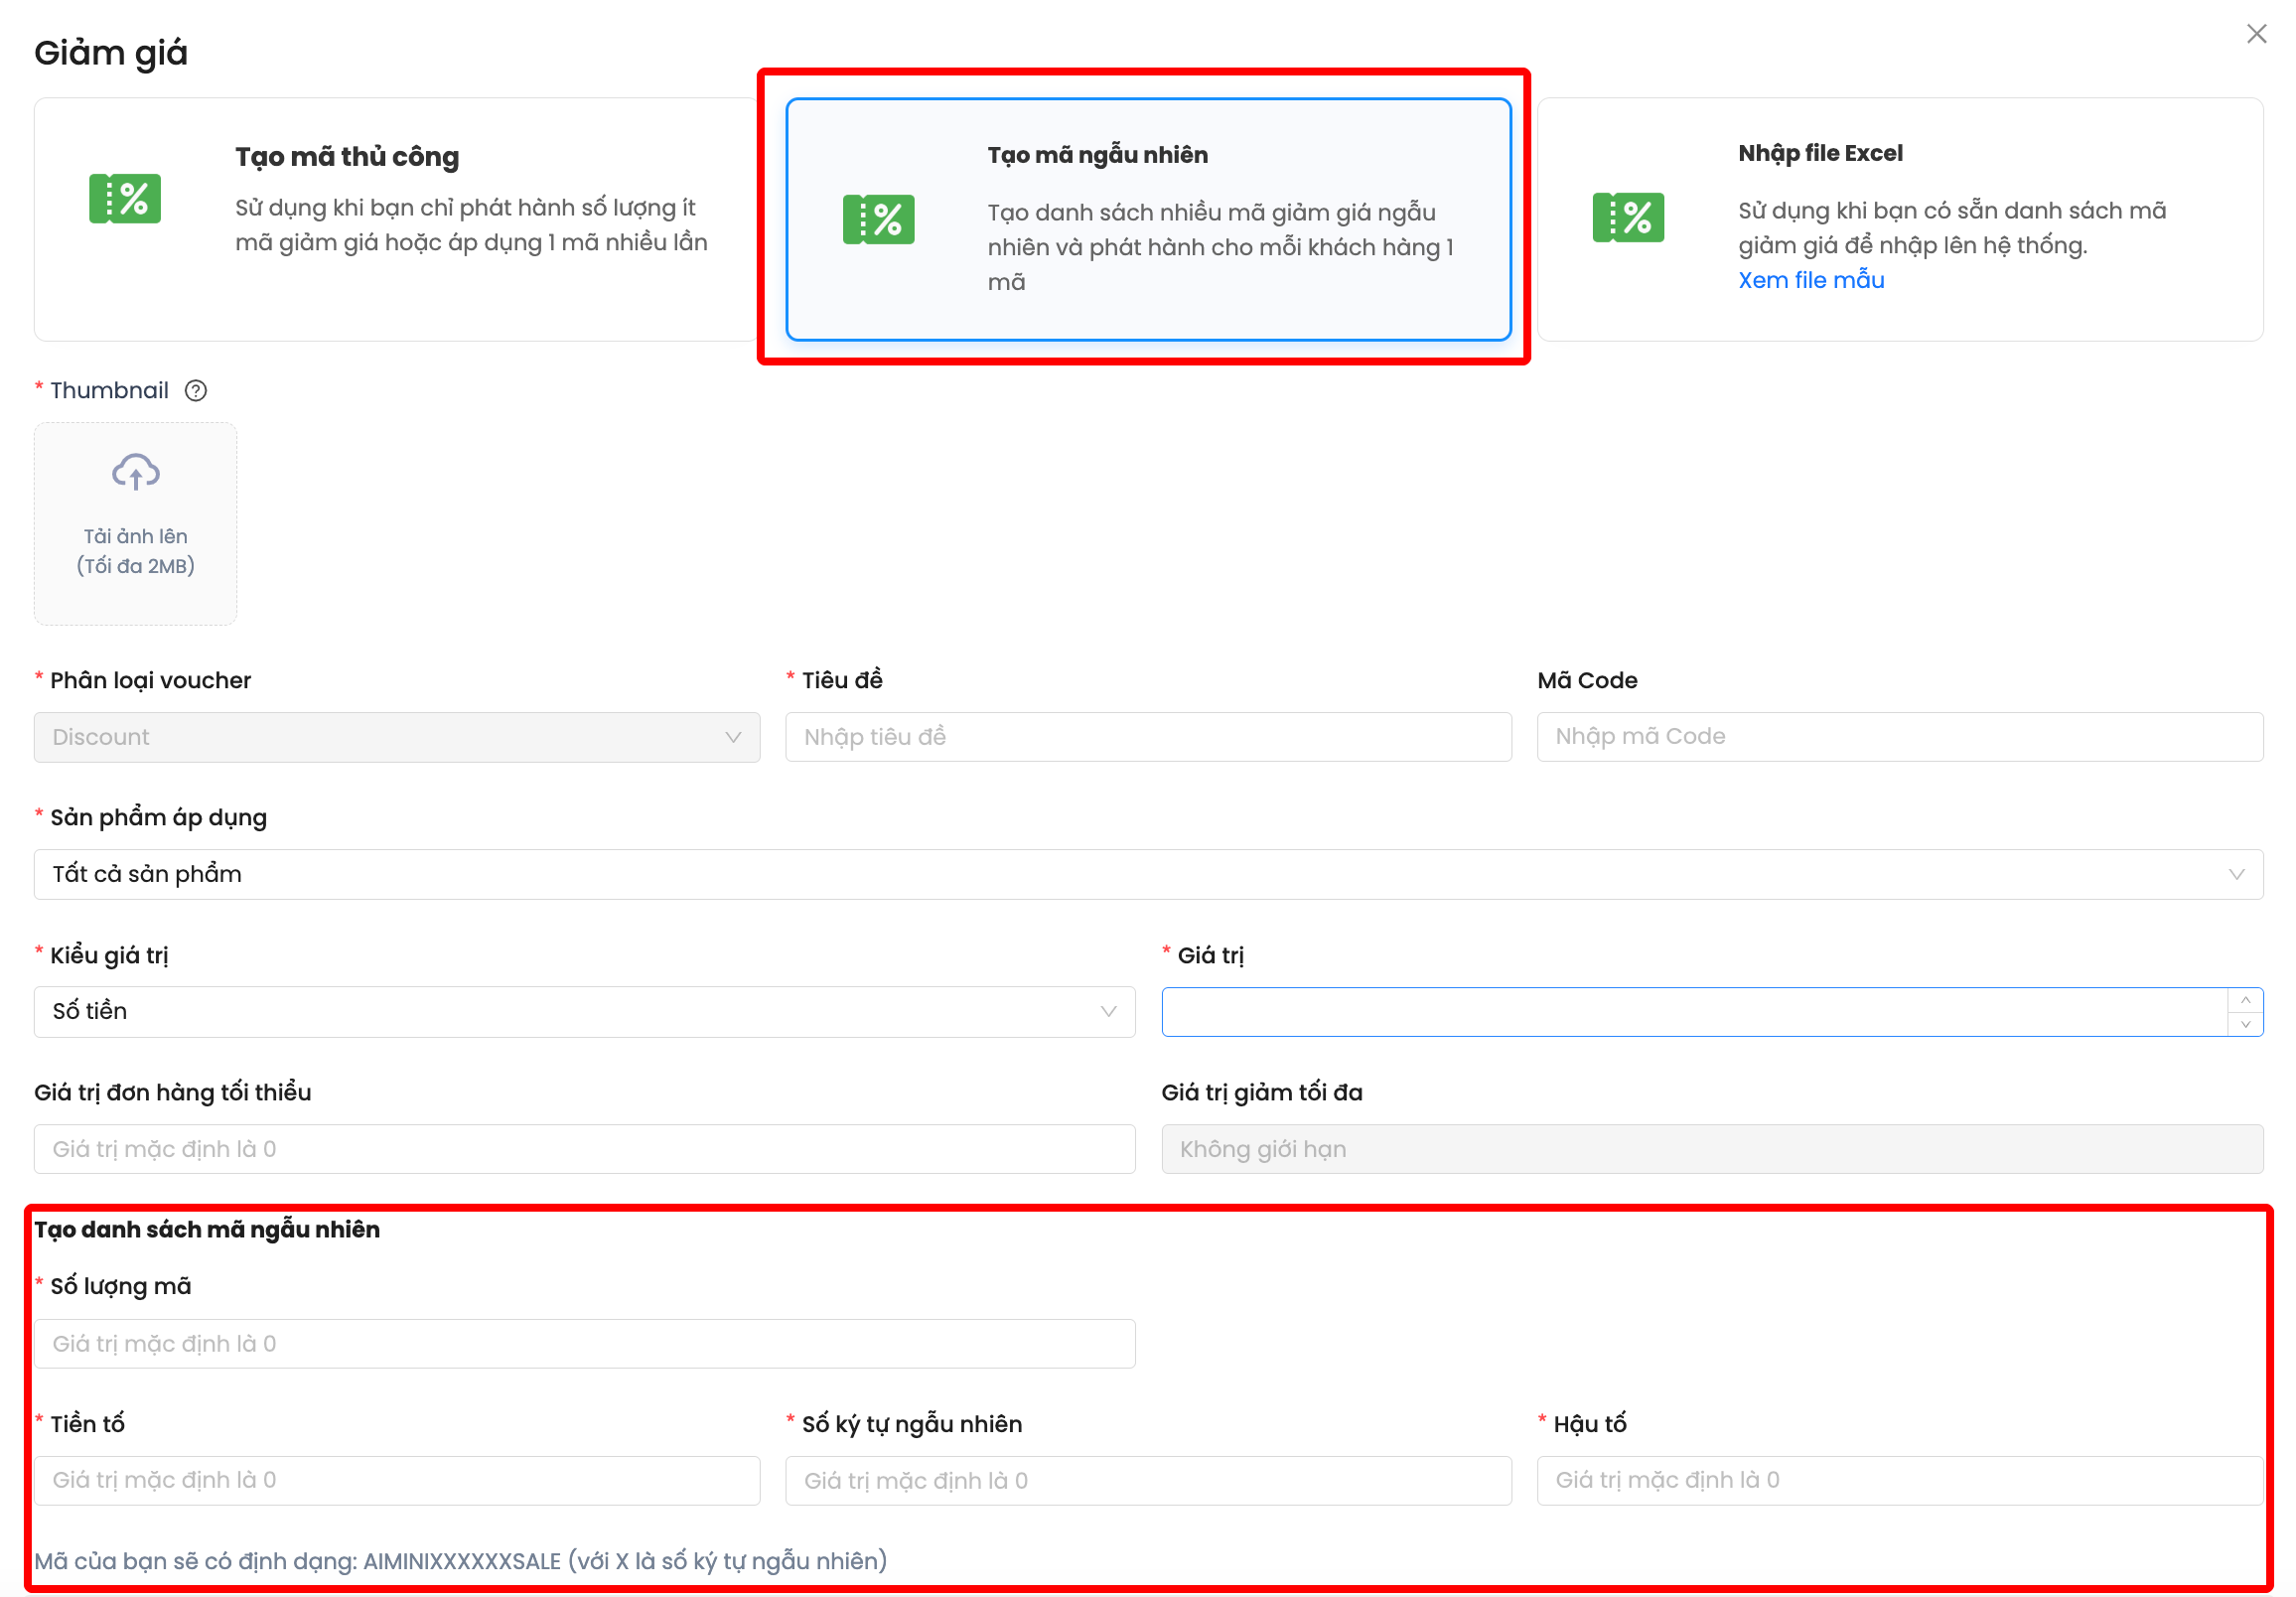 Giảm giá
Tạo mã thủ công
Sử dụng khi bạn chỉ phát hành số lượng ít
mã giảm giá hoặc áp dụng 1 mã nhiều lần
Tạo mã ngẫu nhiên
Tạo danh sách nhiều mã giảm giá ngẫu
nhiên và phát hành cho mỗi khách hàng 1
mã
Nhập file Excel
Sử dụng khi bạn có sẵn danh sách mã
giảm giá để nhập lên hệ thống.
Xem file mẫu
* Thumbnail ?
Tải ảnh lên
(Tối đa 2MB)
* Phân loại voucher
Discount
* Tiêu đề
Nhập tiêu đề
Mã Code
Nhập mã Code
* Sản phẩm áp dụng
Tất cả sản phẩm
* Kiểu giá trị
Số tiền
* Giá trị
Giá trị đơn hàng tối thiểu
Giá trị mặc định là 0
Giá trị giảm tối đa
Không giới hạn
Tạo danh sách mã ngẫu nhiên
* Số lượng mã
Giá trị mặc định là 0
* Tiền tố
Giá trị mặc định là 0
* Số ký tự ngẫu nhiên
Giá trị mặc định là 0
* Hậu tố
Giá trị mặc định là 0
Mã của bạn sẽ có định dạng: AIMINIXXXXXXSALE (với X là số ký tự ngẫu nhiên)